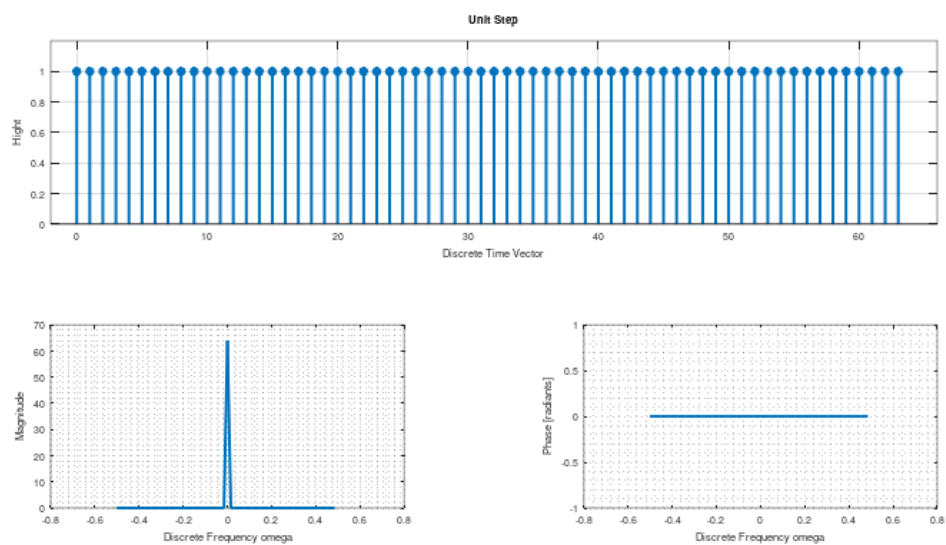 Unit Step
1
0.8
0.6
0.4
0.2
0
Hight
0 10 20 30 40 50 60
Discrete Time Vector
70
60
50
40
30
20
10
0
Magnitude
-0.8 -0.6 -0.4 -0.2 0 0.2 0.4 0.6 0.8
Discrete Frequency omega
1
0.5
0
-0.5
-1
Phase [radiants]
-0.8 -0.6 -0.4 -0.2 0 0.2 0.4 0.6 0.8
Discrete Frequency omega